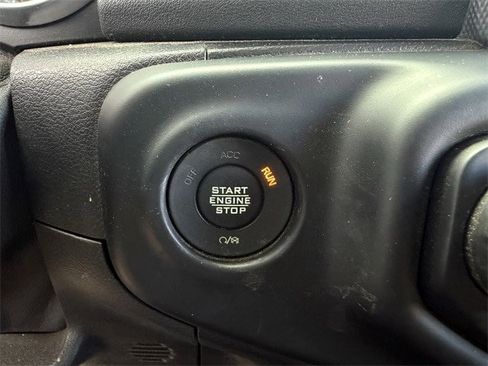 ACC
OFF
RUN
START
ENGINE
STOP